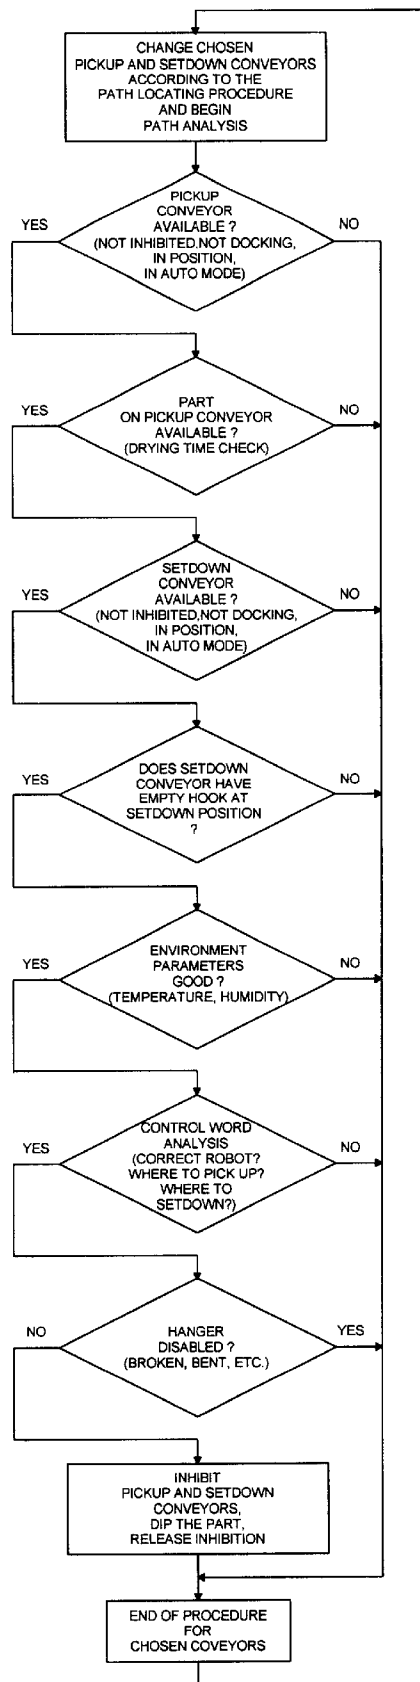 CHANGE CHOSEN
PICKUP AND SETDOWN CONVEYORS
ACCORDING TO THE
PATH LOCATING PROCEDURE
AND BEGIN
PATH ANALYSIS
PICKUP
CONVEYOR
AVAILABLE ?
(NOT INHIBITED,NOT DOCKING,
IN POSITION,
IN AUTO MODE)
YES
NO
PART
ON PICKUP CONVEYOR
AVAILABLE ?
(DRYING TIME CHECK)
YES
NO
SETDOWN
CONVEYOR
AVAILABLE ?
(NOT INHIBITED,NOT DOCKING,
IN POSITION,
IN AUTO MODE)
YES
NO
DOES SETDOWN
CONVEYOR HAVE
EMPTY HOOK AT
SETDOWN POSITION
?
YES
NO
ENVIRONMENT
PARAMETERS
GOOD ?
(TEMPERATURE, HUMIDITY)
YES
NO
CONTROL WORD
ANALYSIS
(CORRECT ROBOT?
WHERE TO PICK UP?
WHERE TO
SETDOWN?)
YES
NO
HANGER
DISABLED ?
(BROKEN, BENT, ETC.)
NO
YES
INHIBIT
PICKUP AND SETDOWN
CONVEYORS,
DIP THE PART,
RELEASE INHIBITION
END OF PROCEDURE
FOR
CHOSEN COVEYORS